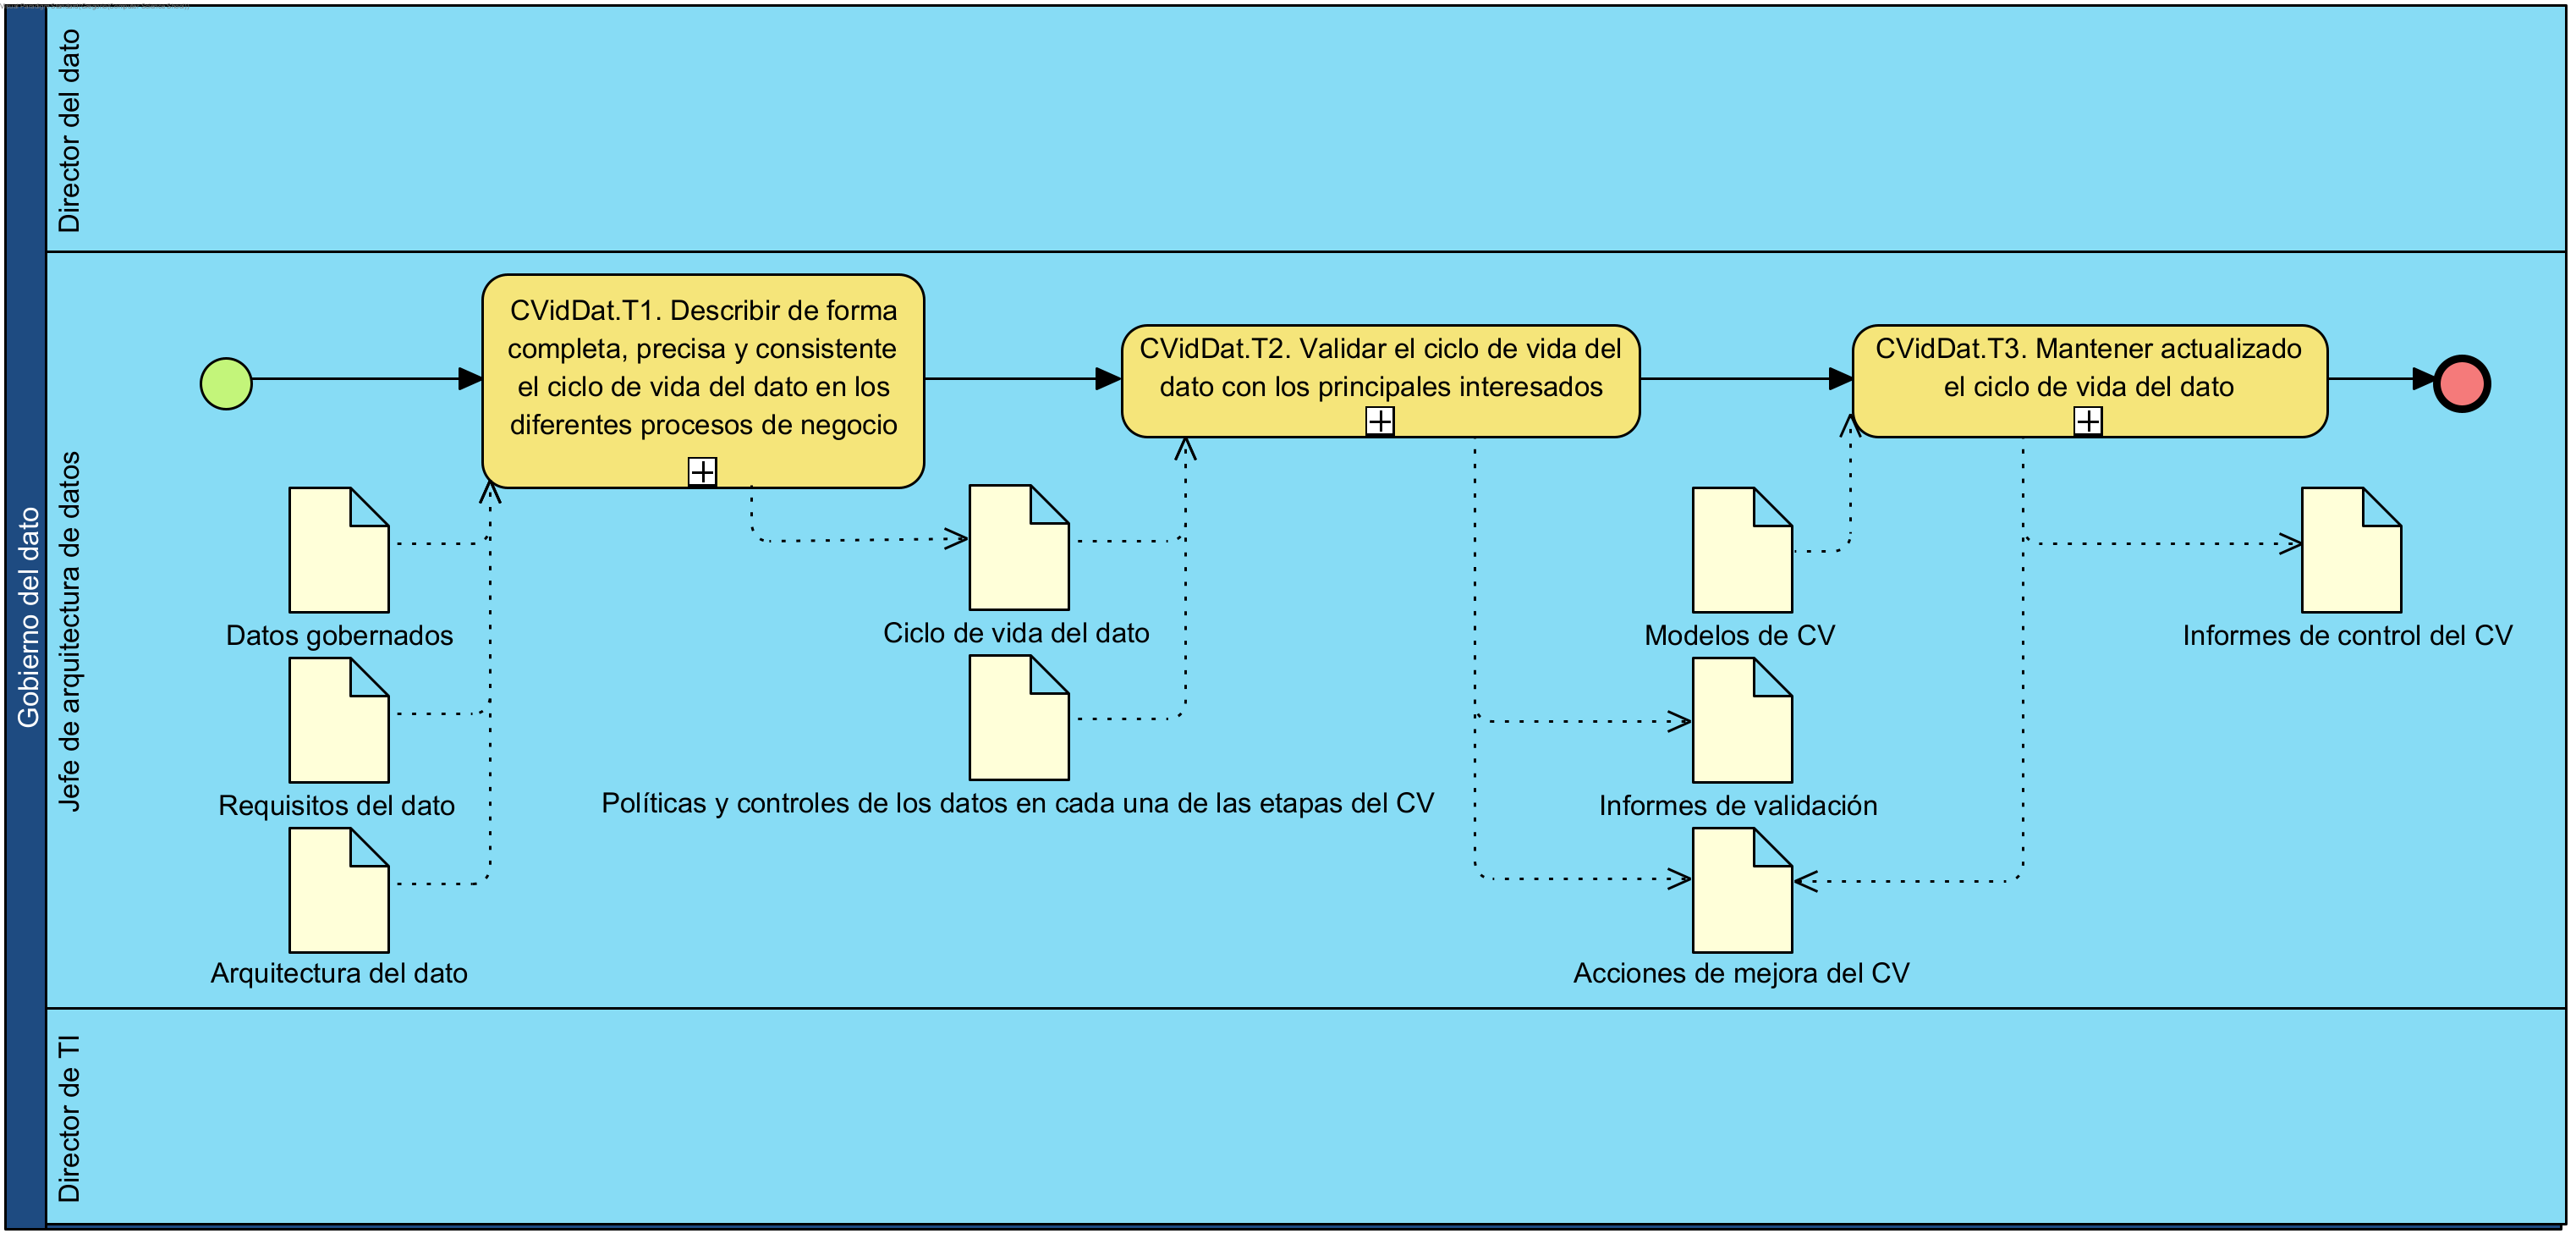 Gobierno del dato
Director del dato
Jefe de arquitectura de datos
Director de TI
CVidDat.T1. Describir de forma
completa, precisa y consistente
el ciclo de vida del dato en los
diferentes procesos de negocio
CVidDat.T2. Validar el ciclo de vida del
dato con los principales interesados
CVidDat.T3. Mantener actualizado
el ciclo de vida del dato
Datos gobernados
Requisitos del dato
Arquitectura del dato
Ciclo de vida del dato
Políticas y controles de los datos en cada una de las etapas del CV
Modelos de CV
Informes de validación
Acciones de mejora del CV
Informes de control del CV